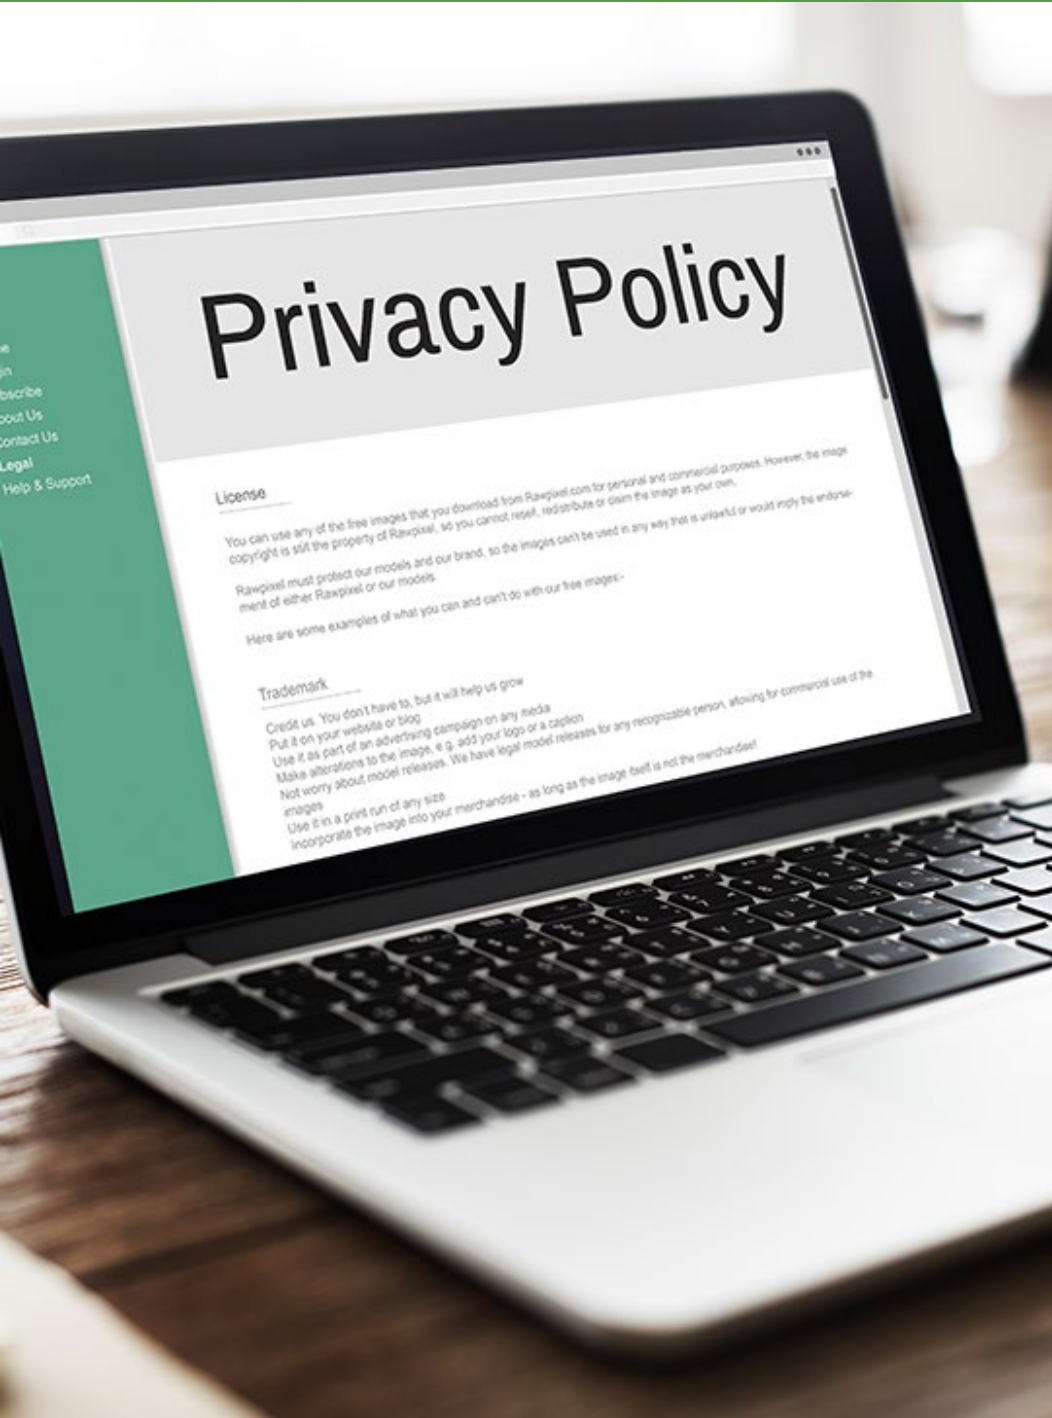 Privacy Policy
bscribe
bout Us
Contact Us
Legal
Help & Support
License
You can use any of the free images that you download from Rawpixel.com for personal and commercial purposes. However, the image
copyright is still the property of Rawpixel, so you cannot resell, redistribute or claim the image as your own.
Rawpixel must protect our models and our brand, so the images can't be used in any way that is unlawful or would imply the endorse-
ment of either Rawpixel or our models.
Here are some examples of what you can and can't do with our free images:-
Trademark
Credit us. You don't have to, but it will help us grow
Put it on your website or blog
Use it as part of an advertising campaign on any media
Make alterations to the image, e.g. add your logo or a caption
Not worry about model releases. We have legal model releases for any recognizable person, allowing for commercial use of the
images
Use it in a print run of any size
Incorporate the image into your merchandise - as long as the image itself is not the merchandise!